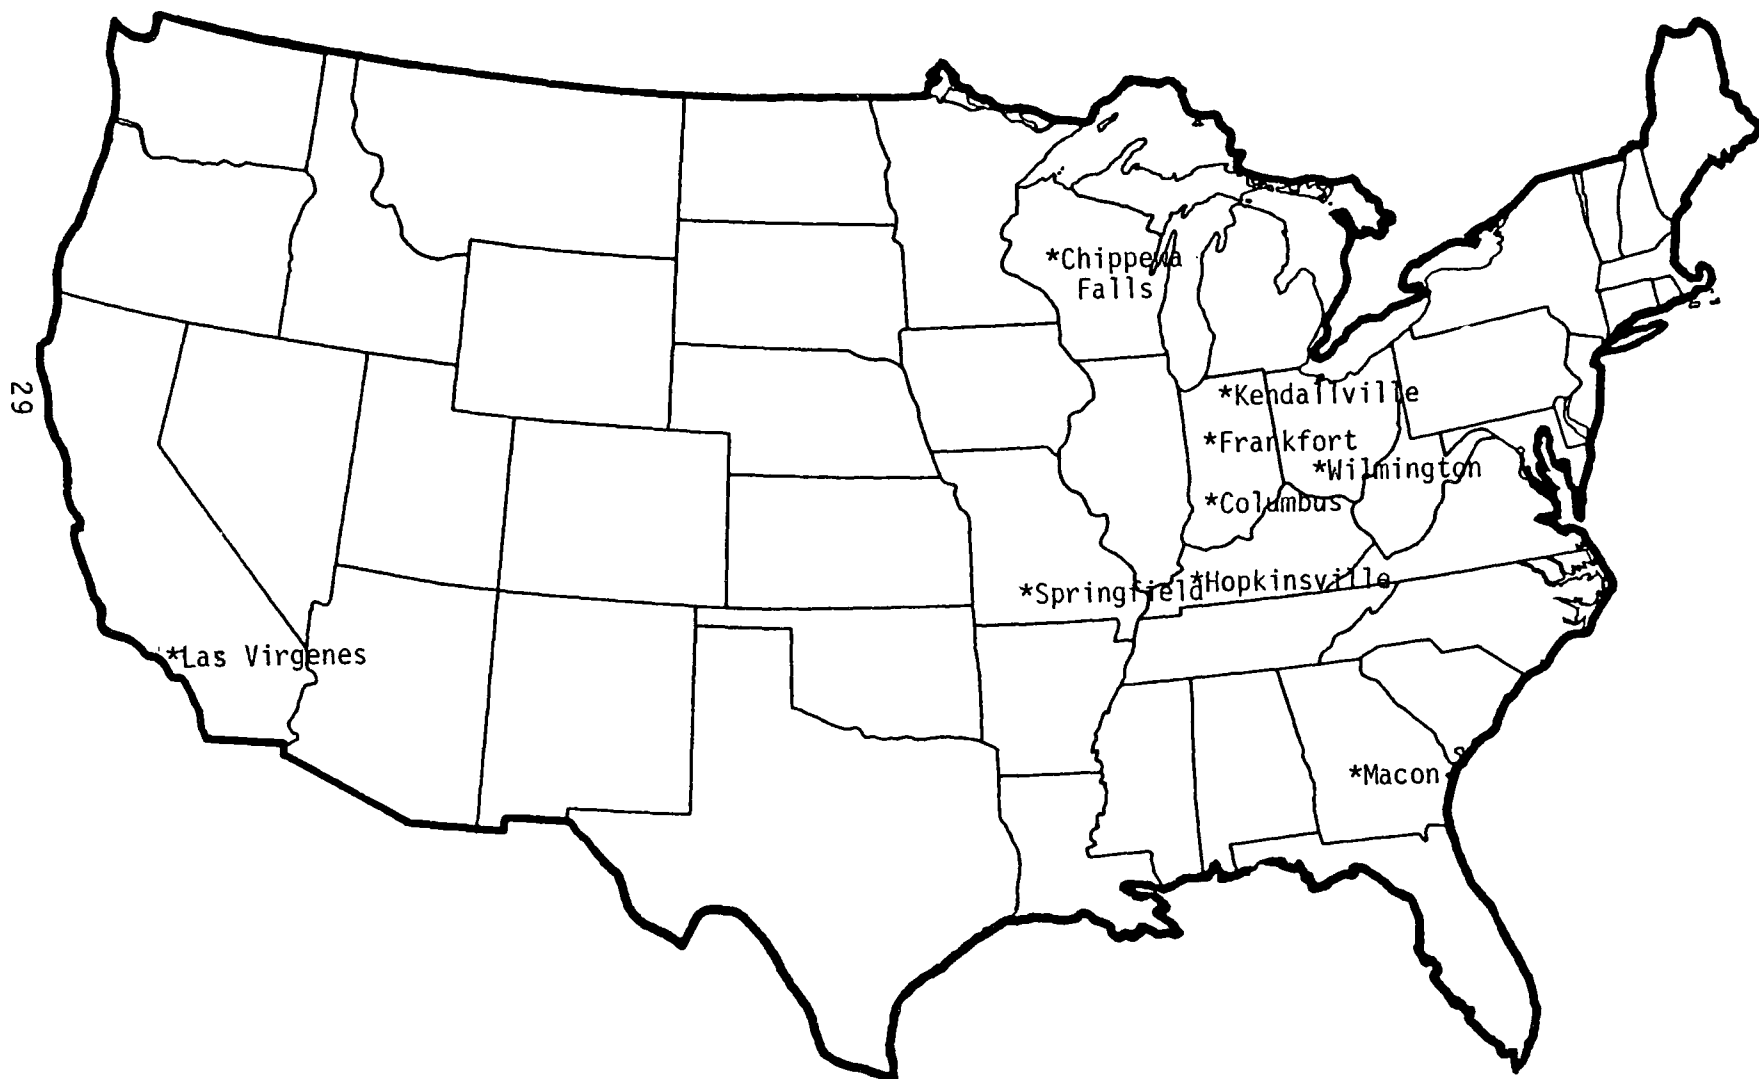 *Chippewa
Falls
29
*Kendallville
*Frankfort
*Wilmington
*Columbus
*Hopkinsville
*Springfield
*Las Virgenes
*Macon